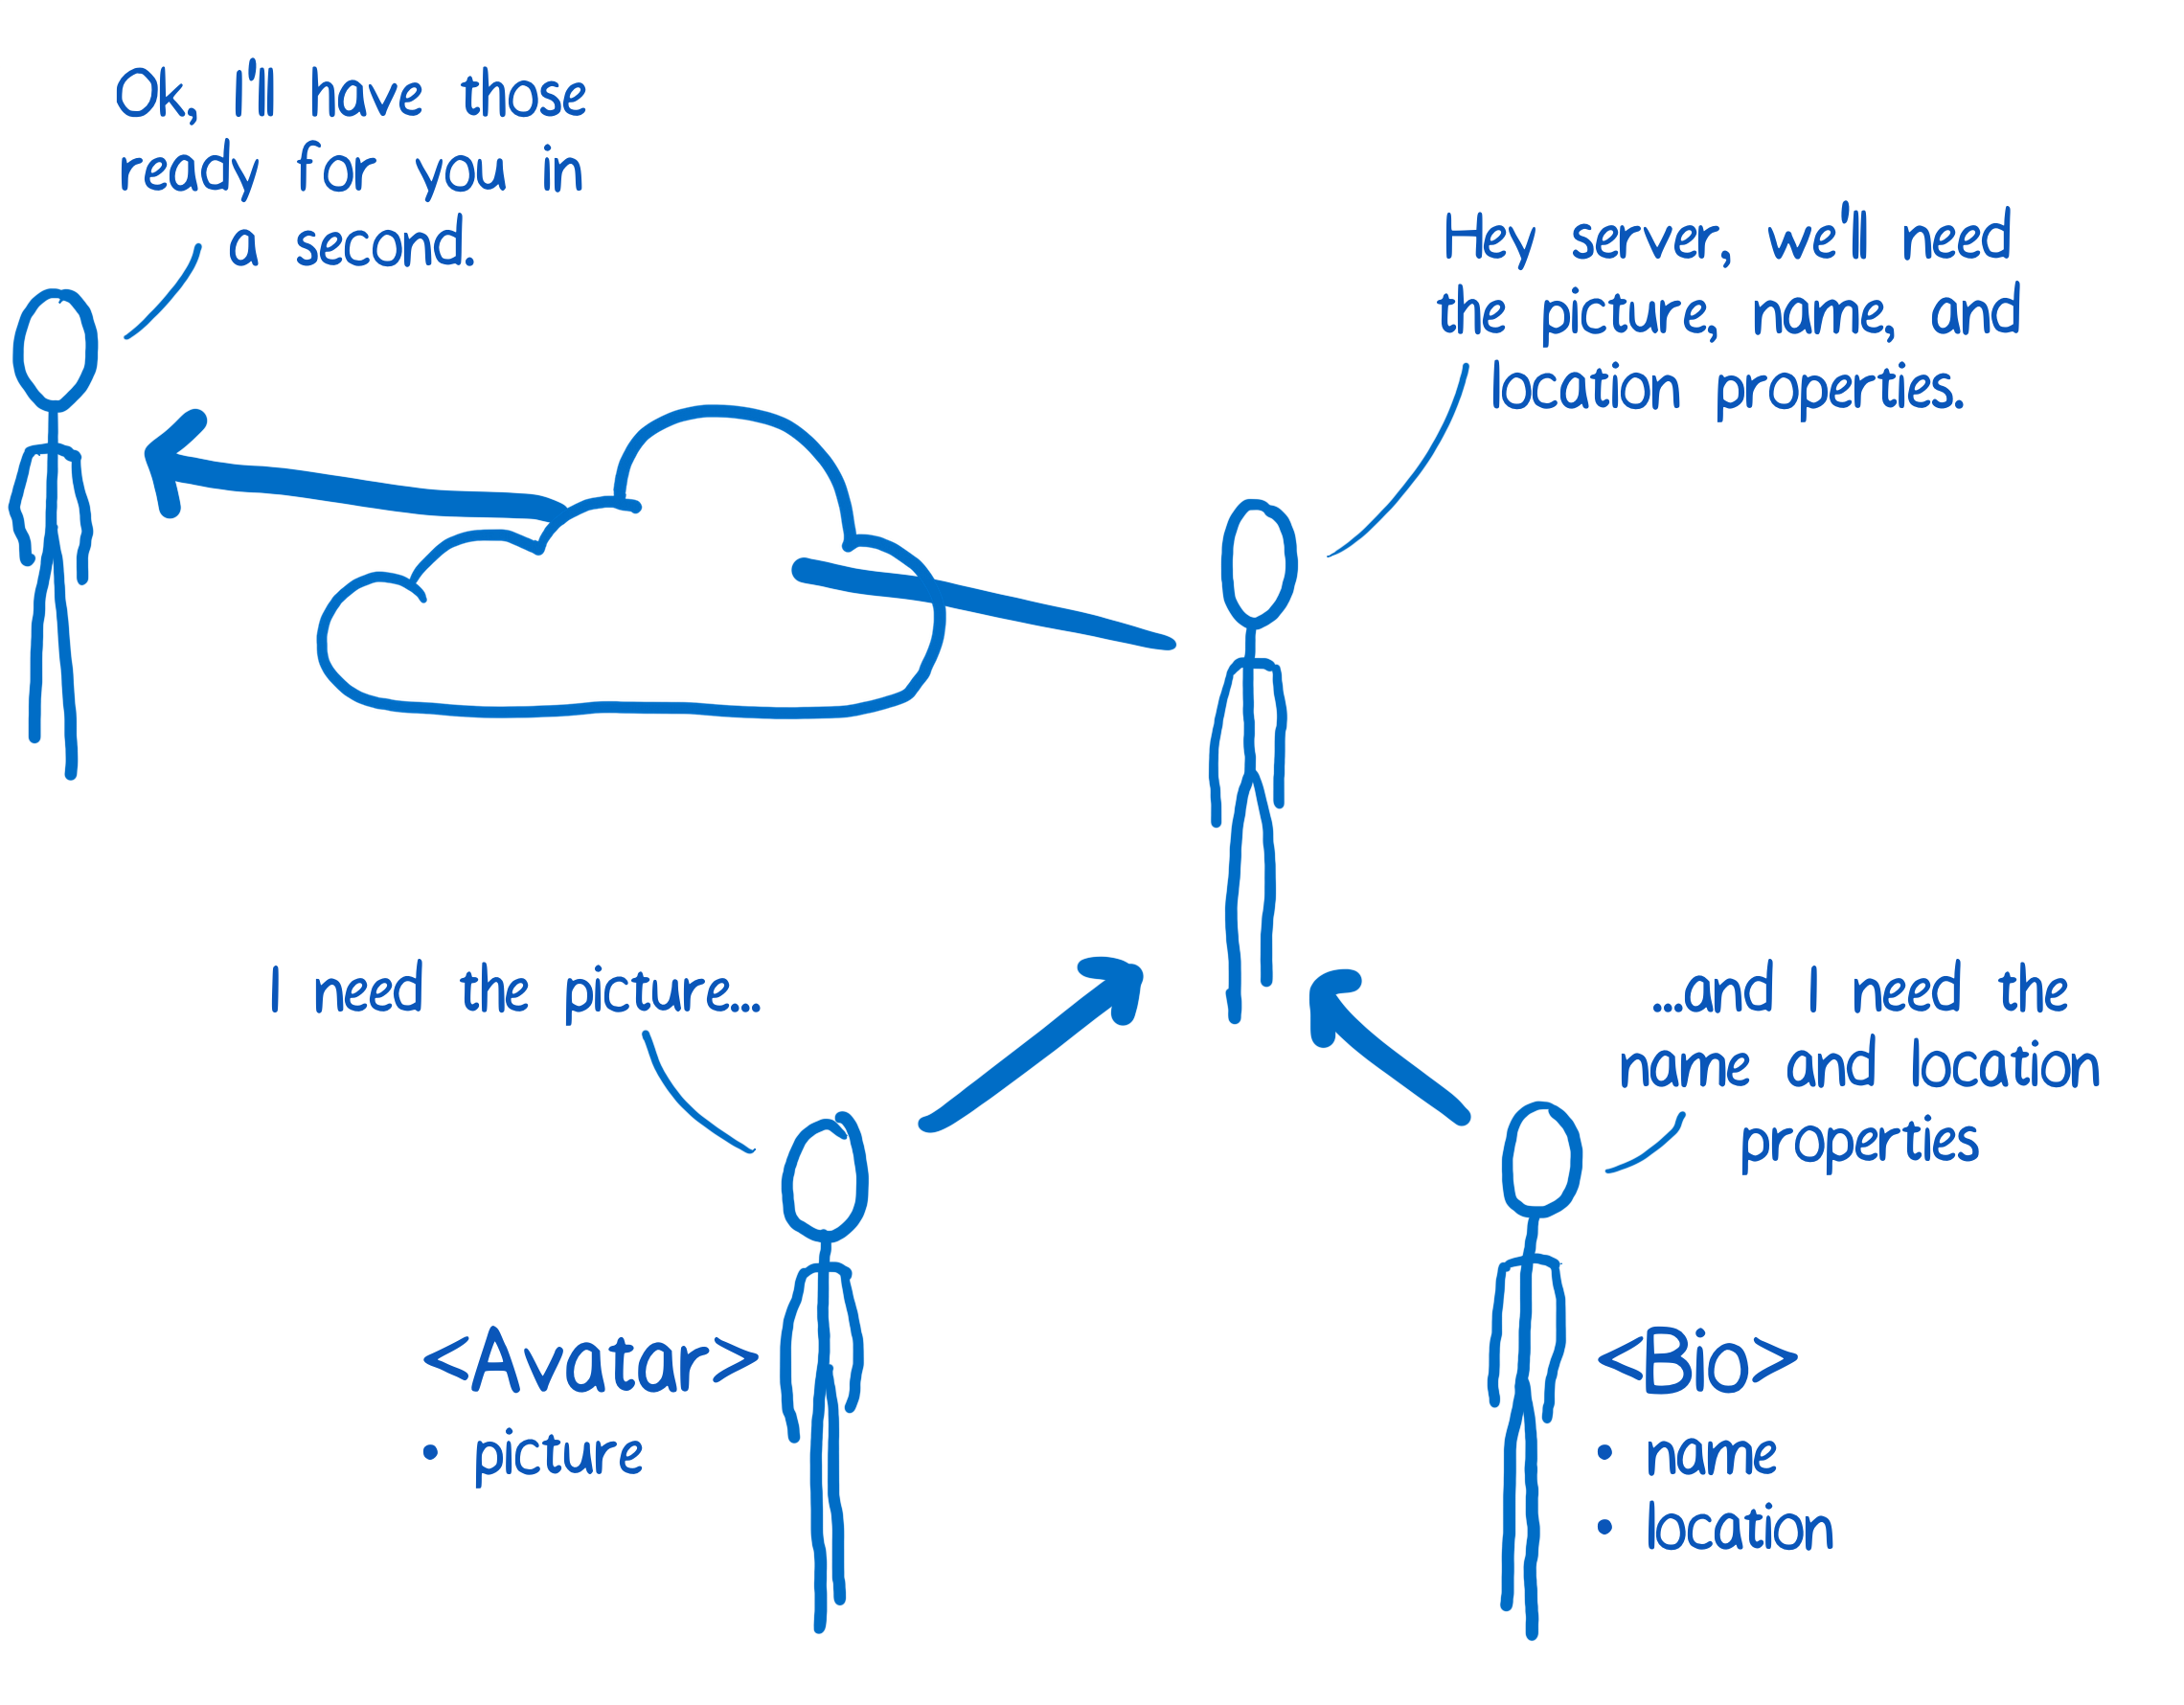 Ok, I'll have those
ready for you in
a second.
Hey server, we'll need
the picture, name, and
location properties.
I need the picture...
...and I need the
name and location
properties
<Avatar>
• picture
<Bio>
• name
• location